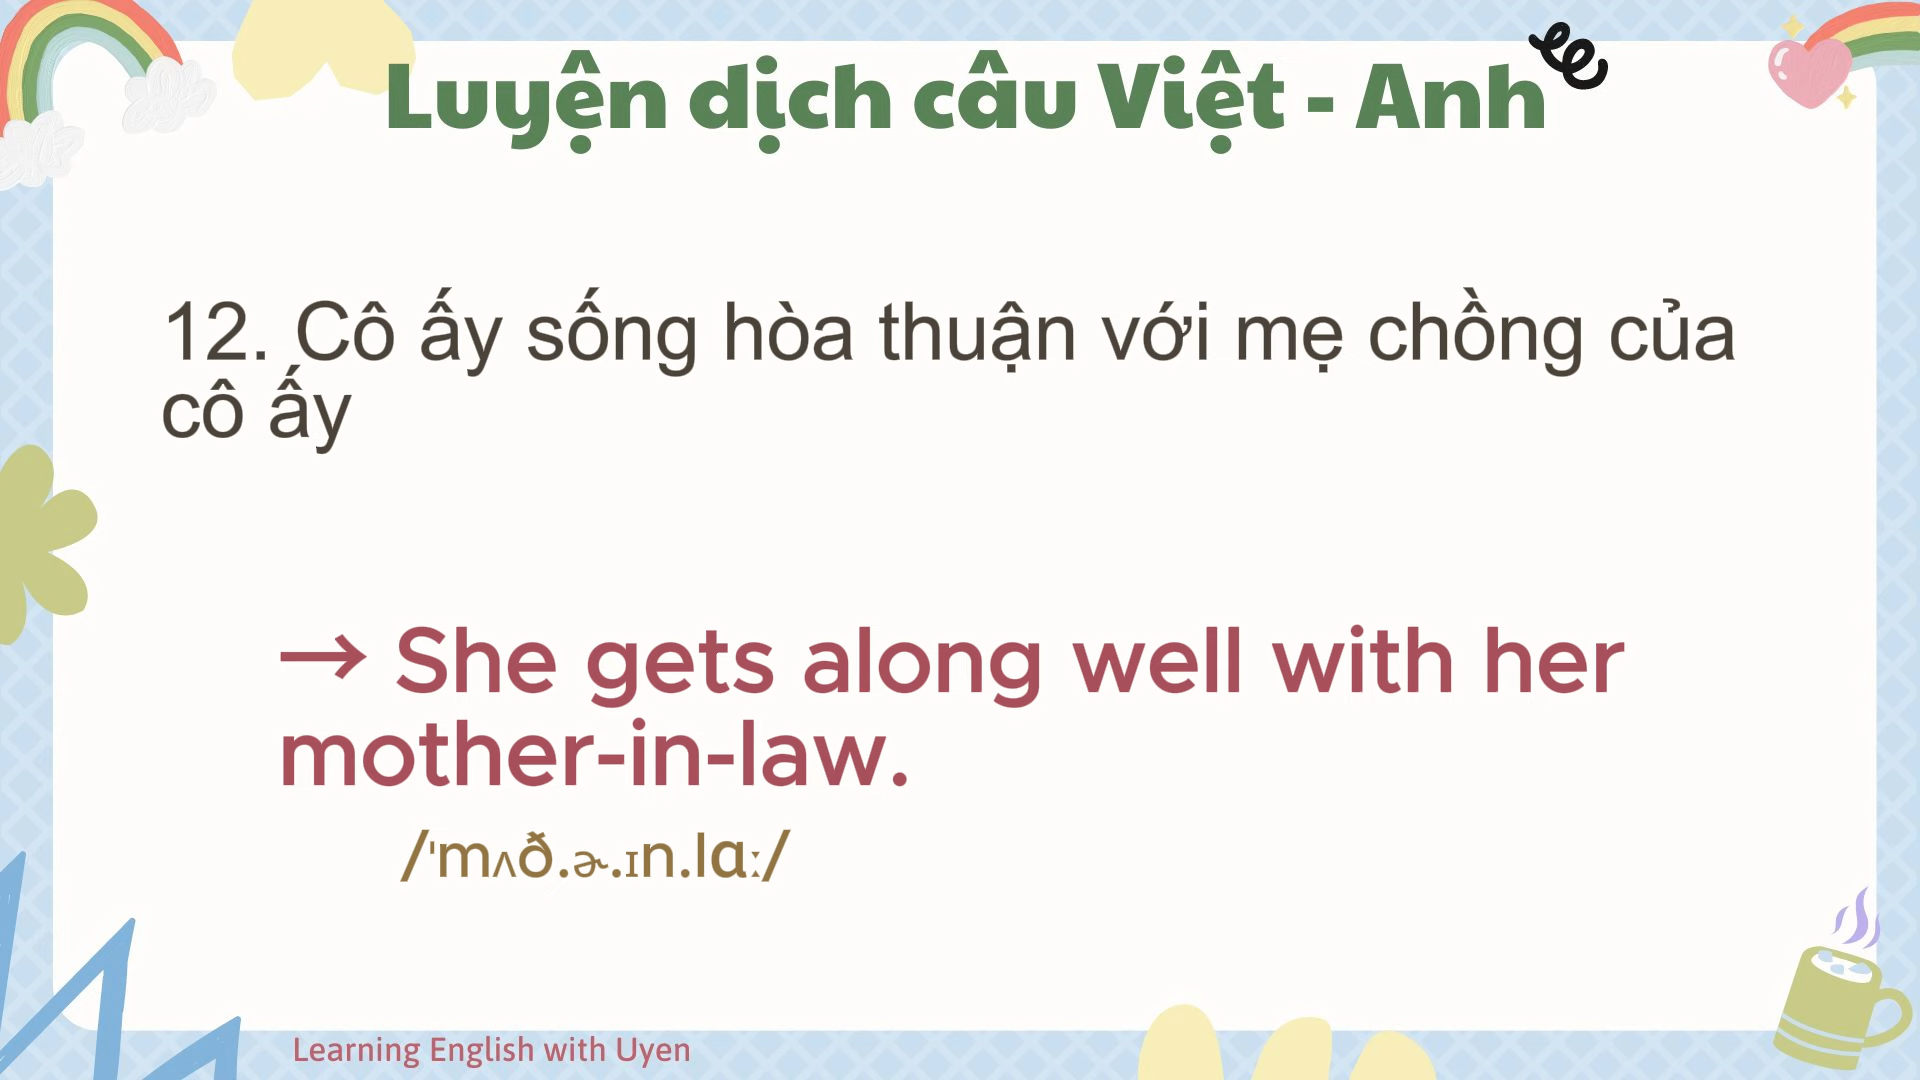 Luyện dịch câu Việt - Anh
12. Cô ấy sống hòa thuận với mẹ chồng của
cô ấy
→ She gets along well with her
mother-in-law.
/ˈmʌð.ɚ.ɪn.lɑː/
Learning English with Uyen